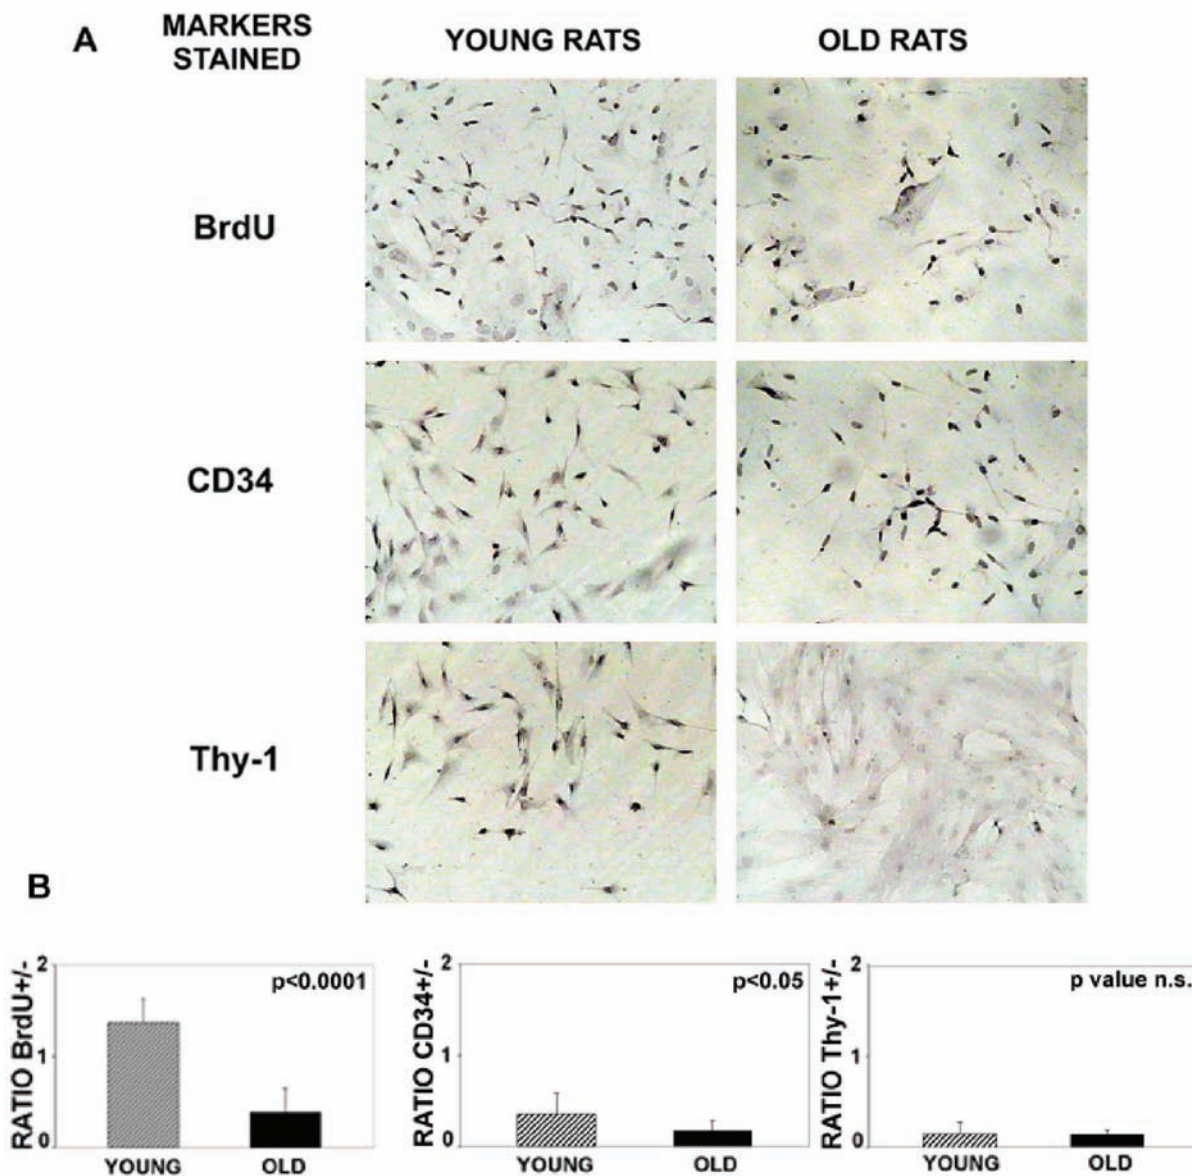 A
MARKERS
STAINED
YOUNG RATS
OLD RATS
BrdU
CD34
Thy-1
B
RATIO BrdU+/-
2
1
0
p<0.0001
YOUNG
OLD
RATIO CD34+/-
2
1
0
p<0.05
YOUNG
OLD
RATIO Thy-1+/-
2
1
0
p value n.s.
YOUNG
OLD